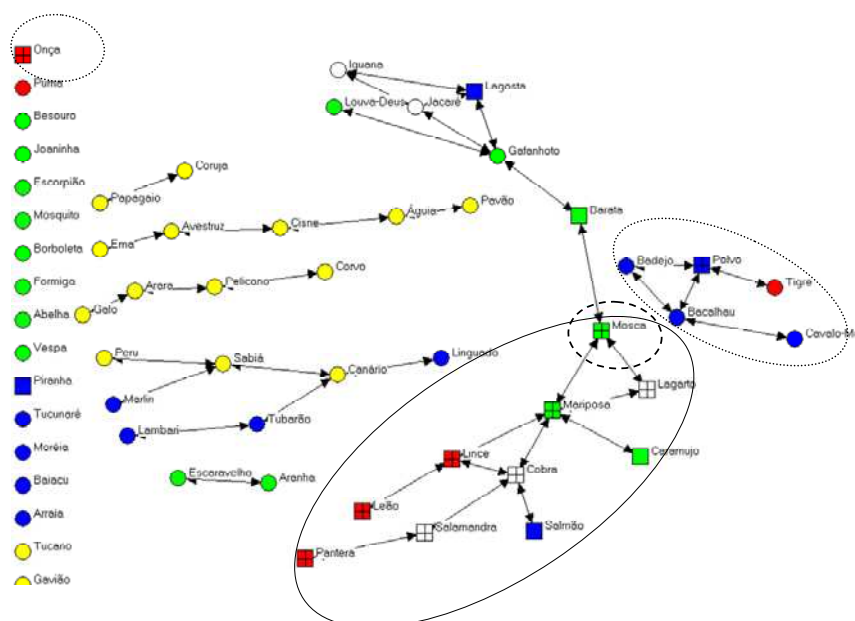 Onça
Puma
Besouro
Joaninha
Escorpião
Mosquito
Borboleta
Formiga
Abelha
Vespa
Piranha
Tucunaré
Moréia
Baiacu
Arraia
Tucano
Gavião
Iguana
Lagosta
Louva-Deus
Jacaré
Gafanhoto
Barata
Coruja
Papagaio
Pavão
Águia
Cisne
Avestruz
Ema
Corvo
Pelicano
Arara
Galo
Badejo
Polvo
Tigre
Bacalhau
Cavalo-M
Mosca
Peru
Sabiá
Canário
Linguado
Marlin
Lambari
Tubarão
Lagarto
Mariposa
Caramujo
Lince
Cobra
Escaravelho
Aranha
Leão
Salamandra
Salmão
Pantera